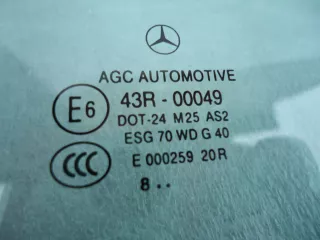 AGC AUTOMOTIVE
E6 43R - 00049
DOT-24 M25 AS2
ESG 70 WD G 40
CCC E 000259 20R
8 ..